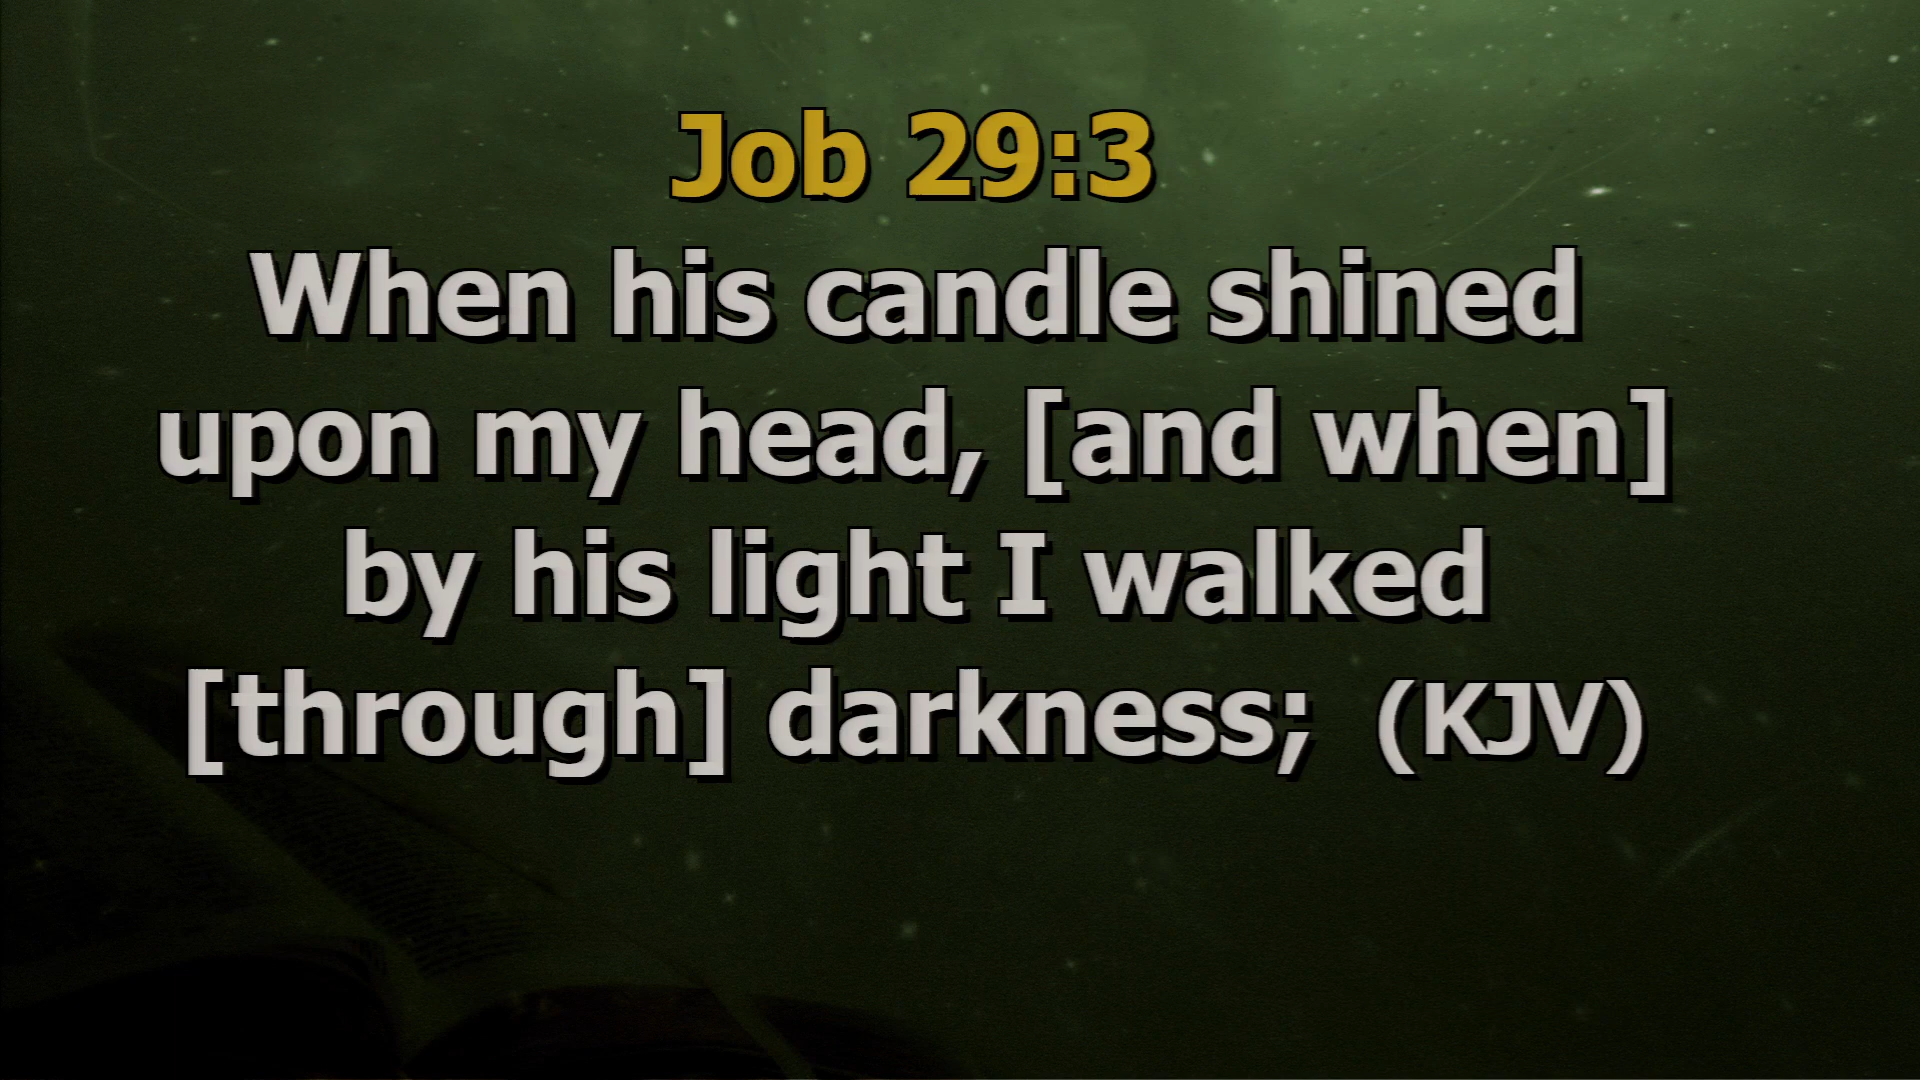 Job 29:3
When his candle shined
upon my head, [and when]
by his light I walked
[through] darkness; (KJV)